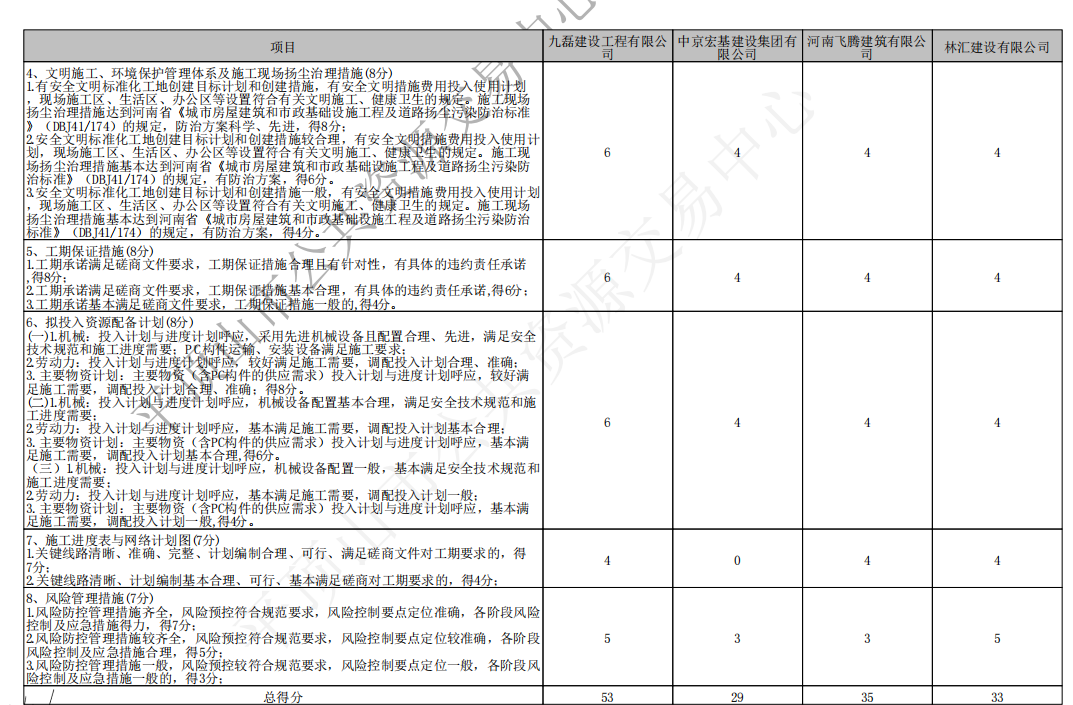 项目
九磊建设工程有限公
司
中京宏基建设集团有
限公司
河南飞腾建筑有限公
司
林汇建设有限公司
4、文明施工、环境保护管理体系及施工现场扬尘治理措施(8分)
1.有安全文明标准化工地创建目标计划和创建措施，有安全文明措施费用投入使用计划
，现场施工区、生活区、办公区等设置符合有关文明施工、健康卫生的规定。施工现场
扬尘治理措施达到河南省《城市房屋建筑和市政基础设施工程及道路扬尘污染防治标准
》（DBJ41/174）的规定，防治方案科学、先进，得8分；
2.安全文明标准化工地创建目标计划和创建措施较合理，有安全文明措施费用投入使用计
划，现场施工区、生活区、办公区等设置符合有关文明施工、健康卫生的规定。施工现
场扬尘治理措施基本达到河南省《城市房屋建筑和市政基础设施工程及道路扬尘污染防
治标准》（DBJ41/174）的规定，有防治方案，得6分。
3.安全文明标准化工地创建目标计划和创建措施一般，有安全文明措施费用投入使用计划
，现场施工区、生活区、办公区等设置符合有关文明施工、健康卫生的规定。施工现场
扬尘治理措施基本达到河南省《城市房屋建筑和市政基础设施工程及道路扬尘污染防治
标准》（DBJ41/174）的规定，有防治方案，得4分。
6
4
4
4
5、工期保证措施(8分)
1.工期承诺满足磋商文件要求，工期保证措施合理且有针对性，有具体的违约责任承诺
,得8分；
2.工期承诺满足磋商文件要求，工期保证措施基本合理，有具体的违约责任承诺,得6分；
3.工期承诺基本满足磋商文件要求，工期保证措施一般的,得4分。
6
4
4
4
6、拟投入资源配备计划(8分)
(一)1.机械：投入计划与进度计划呼应，采用先进机械设备且配置合理、先进，满足安全
技术规范和施工进度需要；PC构件运输、安装设备满足施工要求；
2.劳动力：投入计划与进度计划呼应，较好满足施工需要，调配投入计划合理、准确；
3.主要物资计划：主要物资（含PC构件的供应需求）投入计划与进度计划呼应，较好满
足施工需要，调配投入计划合理、准确；得8分。
(二)1.机械：投入计划与进度计划呼应，机械设备配置基本合理，满足安全技术规范和施
工进度需要；
2.劳动力：投入计划与进度计划呼应，基本满足施工需要，调配投入计划基本合理；
3.主要物资计划：主要物资（含PC构件的供应需求）投入计划与进度计划呼应，基本满
足施工需要，调配投入计划基本合理,得6分。
（三）1.机械：投入计划与进度计划呼应，机械设备配置一般，基本满足安全技术规范和
施工进度需要；
2.劳动力：投入计划与进度计划呼应，基本满足施工需要，调配投入计划一般；
3.主要物资计划：主要物资（含PC构件的供应需求）投入计划与进度计划呼应，基本满
足施工需要，调配投入计划一般,得4分。
6
4
4
4
7、施工进度表与网络计划图(7分)
1.关键线路清晰、准确、完整、计划编制合理、可行、满足磋商文件对工期要求的，得
7分；
2.关键线路清晰、计划编制基本合理、可行、基本满足磋商对工期要求的，得4分；
4
0
4
4
8、风险管理措施(7分)
1.风险防控管理措施齐全，风险预控符合规范要求，风险控制要点定位准确，各阶段风险
控制及应急措施得力，得7分；
2.风险防控管理措施较齐全，风险预控符合规范要求，风险控制要点定位较准确，各阶段
风险控制及应急措施合理，得5分；
3.风险防控管理措施一般，风险预控较符合规范要求，风险控制要点定位一般，各阶段风
险控制及应急措施一般的，得3分；
5
3
3
5
总得分
53
29
35
33
平顶山市公共资源交易中心
平顶山市公共资源交易中心